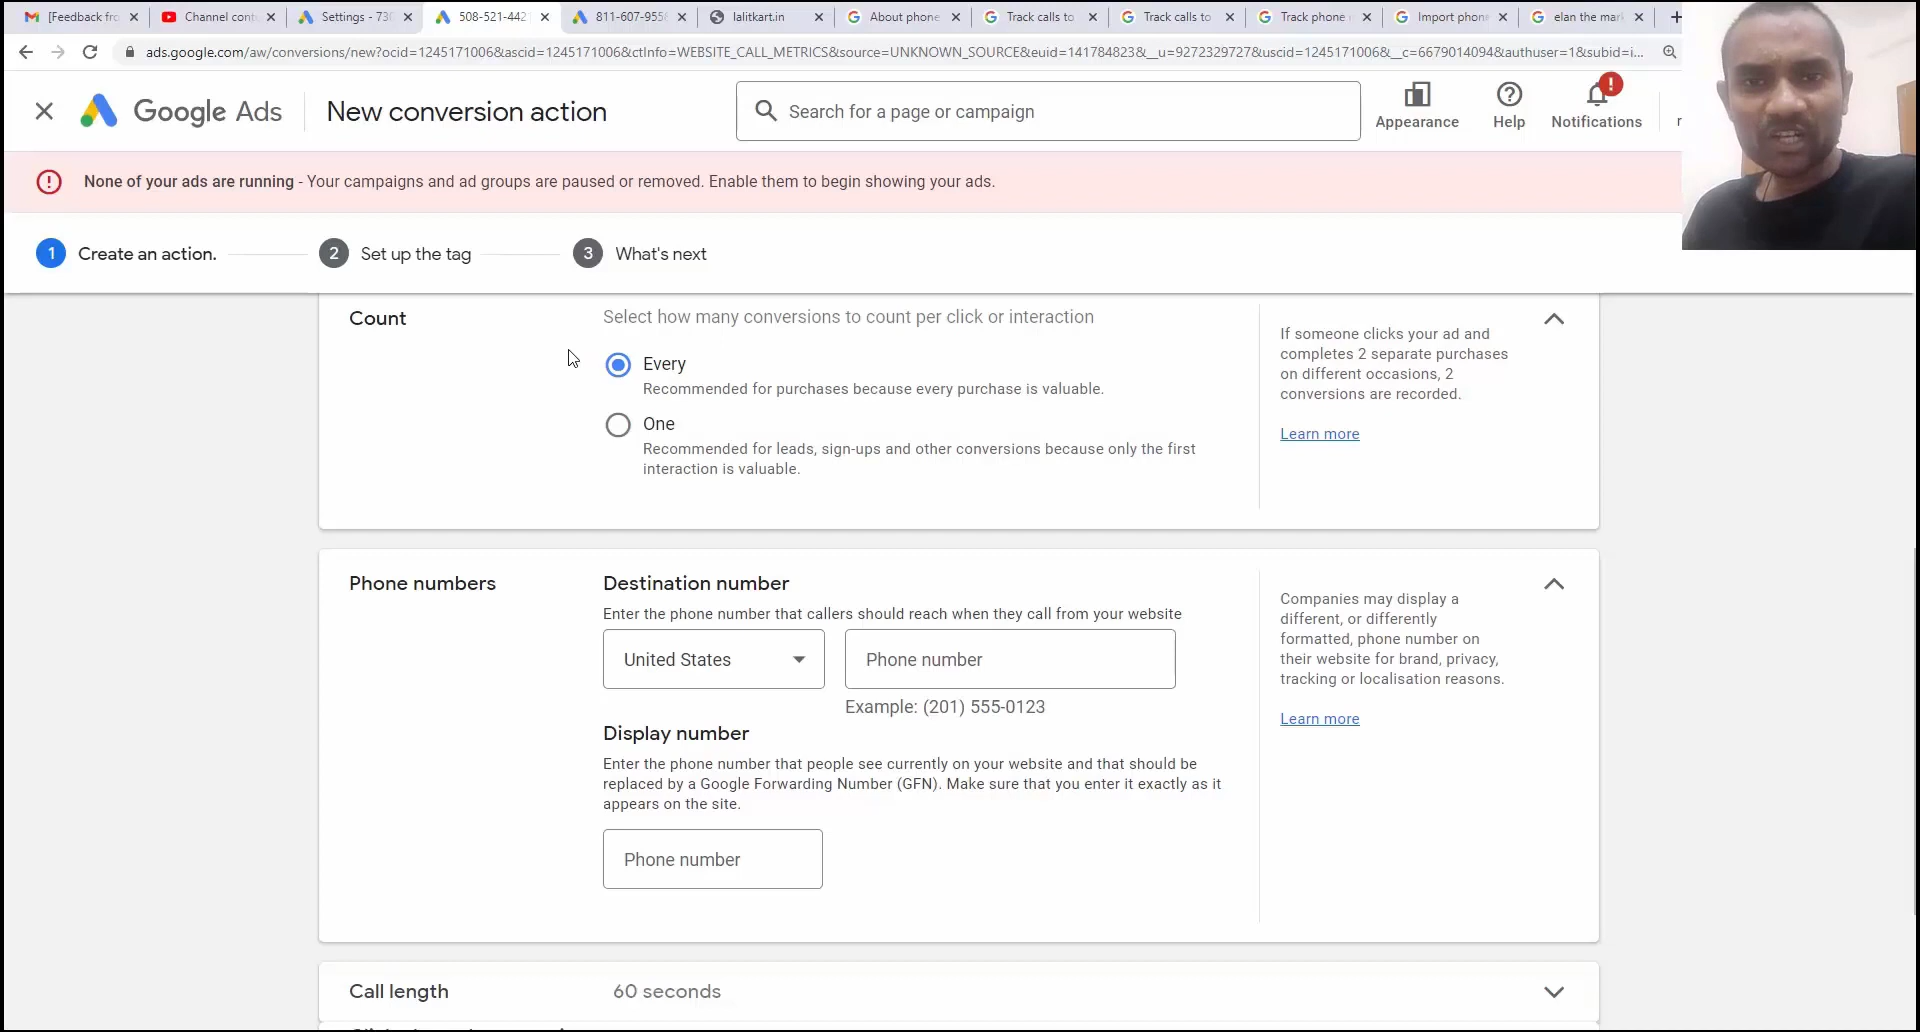 [Feedback fro
Channel cont
Settings - 738
508-521-442
811-607-9556
lalitkart.in
About phone
Track calls to
Track calls to
Track phone
Import phon
elan the mar
ads.google.com/aw/conversions/new?ocid=1245171006&ascid=1245171006&ctInfo=WEBSITE_CALL_METRICS&source=UNKNOWN_SOURCE&euid=141784823&__u=9272329727&uscid=1245171006&__c=6679014094&authuser=1&subid=i...
Google Ads
New conversion action
Search for a page or campaign
Appearance
Help
Notifications
None of your ads are running - Your campaigns and ad groups are paused or removed. Enable them to begin showing your ads.
1 Create an action.
2 Set up the tag
3 What's next
Count
Select how many conversions to count per click or interaction
Every
Recommended for purchases because every purchase is valuable.
One
Recommended for leads, sign-ups and other conversions because only the first
interaction is valuable.
If someone clicks your ad and
completes 2 separate purchases
on different occasions, 2
conversions are recorded.
Learn more
Phone numbers
Destination number
Enter the phone number that callers should reach when they call from your website
United States
Phone number
Example: (201) 555-0123
Display number
Enter the phone number that people see currently on your website and that should be
replaced by a Google Forwarding Number (GFN). Make sure that you enter it exactly as it
appears on the site.
Phone number
Companies may display a
different, or differently
formatted, phone number on
their website for brand, privacy,
tracking or localisation reasons.
Learn more
Call length
60 seconds